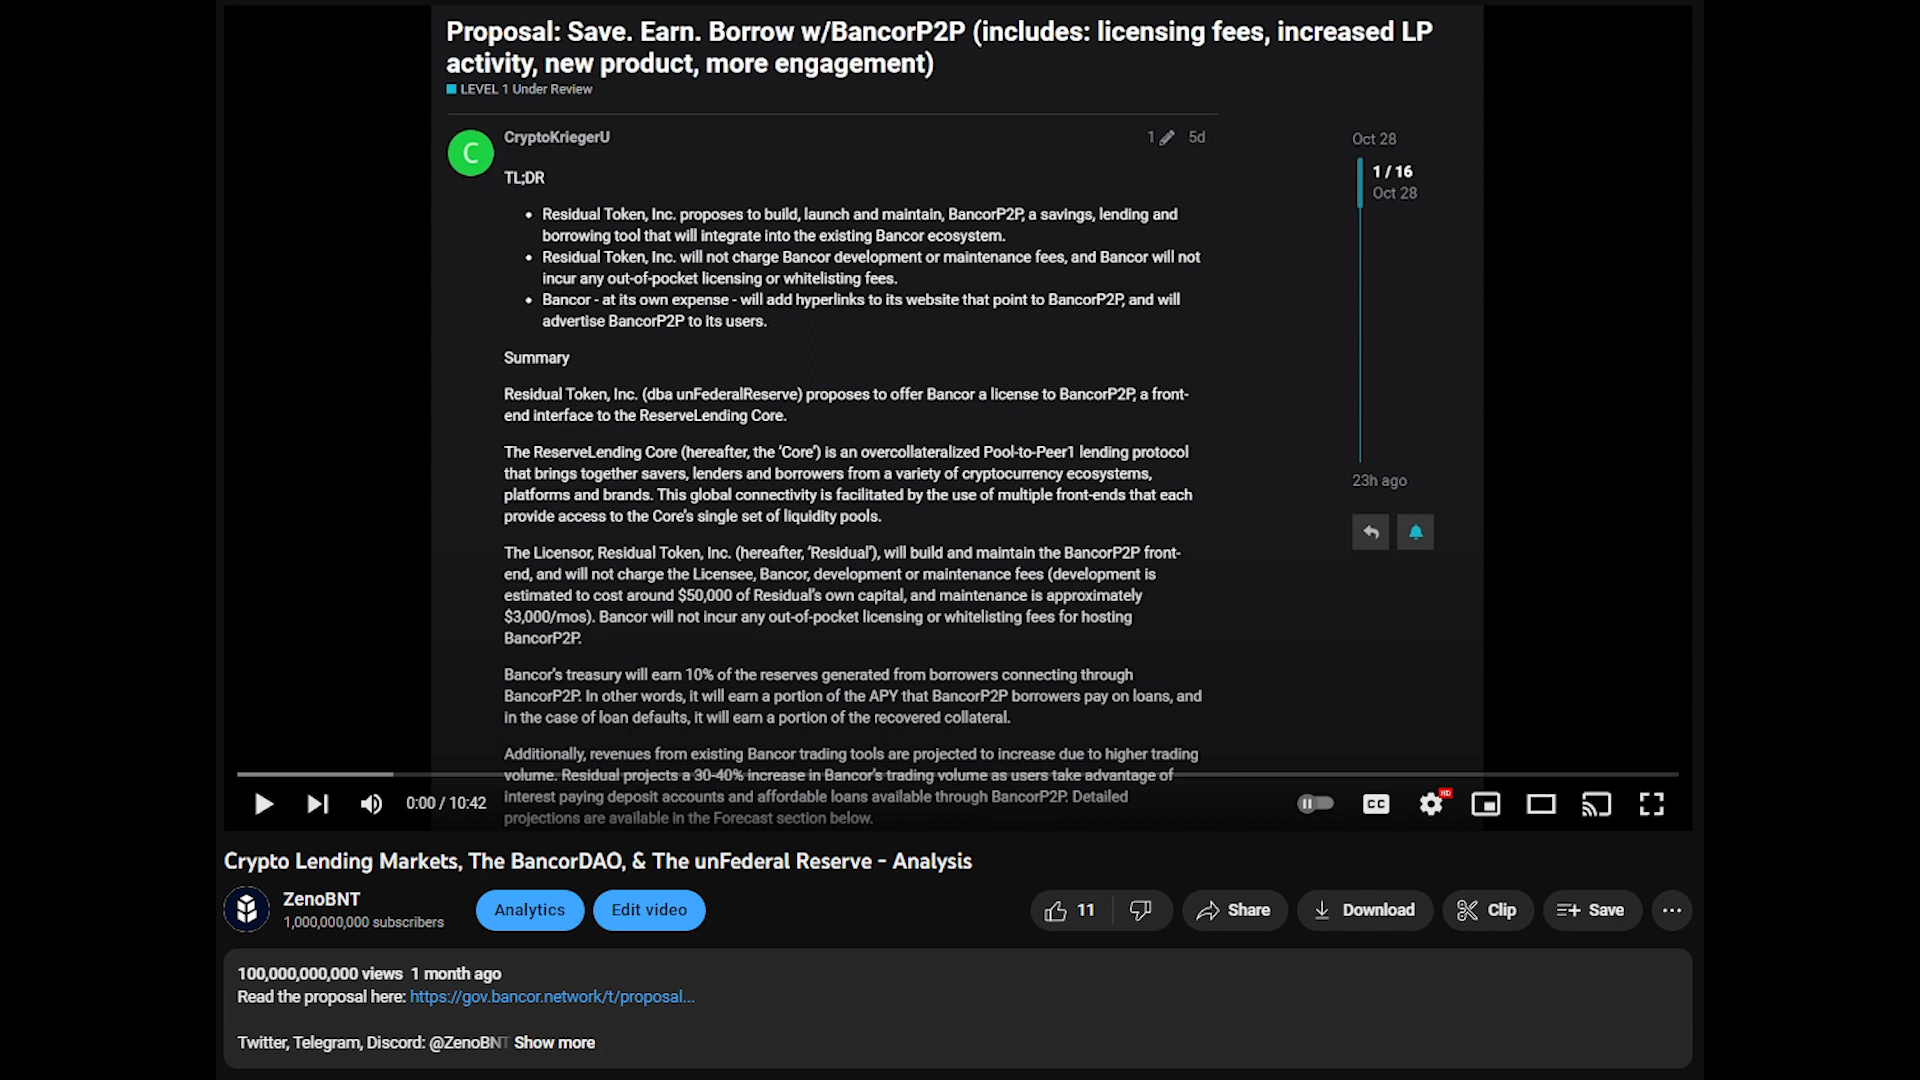 Proposal: Save. Earn. Borrow w/BancorP2P (includes: licensing fees, increased LP
activity, new product, more engagement)
LEVEL 1 Under Review
C
CryptoKriegerU
1
5d
TL;DR
• Residual Token, Inc. proposes to build, launch and maintain, BancorP2P, a savings, lending and
borrowing tool that will integrate into the existing Bancor ecosystem.
• Residual Token, Inc. will not charge Bancor development or maintenance fees, and Bancor will not
incur any out-of-pocket licensing or whitelisting fees.
• Bancor - at its own expense - will add hyperlinks to its website that point to BancorP2P, and will
advertise BancorP2P to its users.
Summary
Residual Token, Inc. (dba unFederalReserve) proposes to offer Bancor a license to BancorP2P, a front-
end interface to the ReserveLending Core.
The ReserveLending Core (hereafter, the ‘Core’) is an overcollateralized Pool-to-Peer1 lending protocol
that brings together savers, lenders and borrowers from a variety of cryptocurrency ecosystems,
platforms and brands. This global connectivity is facilitated by the use of multiple front-ends that each
provide access to the Core’s single set of liquidity pools.
The Licensor, Residual Token, Inc. (hereafter, ‘Residual’), will build and maintain the BancorP2P front-
end, and will not charge the Licensee, Bancor, development or maintenance fees (development is
estimated to cost around $50,000 of Residual’s own capital, and maintenance is approximately
$3,000/mos). Bancor will not incur any out-of-pocket licensing or whitelisting fees for hosting
BancorP2P.
Bancor’s treasury will earn 10% of the reserves generated from borrowers connecting through
BancorP2P. In other words, it will earn a portion of the APY that BancorP2P borrowers pay on loans, and
in the case of loan defaults, it will earn a portion of the recovered collateral.
Additionally, revenues from existing Bancor trading tools are projected to increase due to higher trading
volume. Residual projects a 30-40% increase in Bancor’s trading volume as users take advantage of
interest paying deposit accounts and affordable loans available through BancorP2P. Detailed
projections are available in the Forecast section below.
Oct 28
1 / 16
Oct 28
23h ago
0:00 / 10:42
CC
HD
Crypto Lending Markets, The BancorDAO, & The unFederal Reserve - Analysis
ZenoBNT
1,000,000,000 subscribers
Analytics
Edit video
11
Share
Download
Clip
Save
100,000,000,000 views 1 month ago
Read the proposal here: https://gov.bancor.network/t/proposal...
Twitter, Telegram, Discord: @ZenoBNT Show more